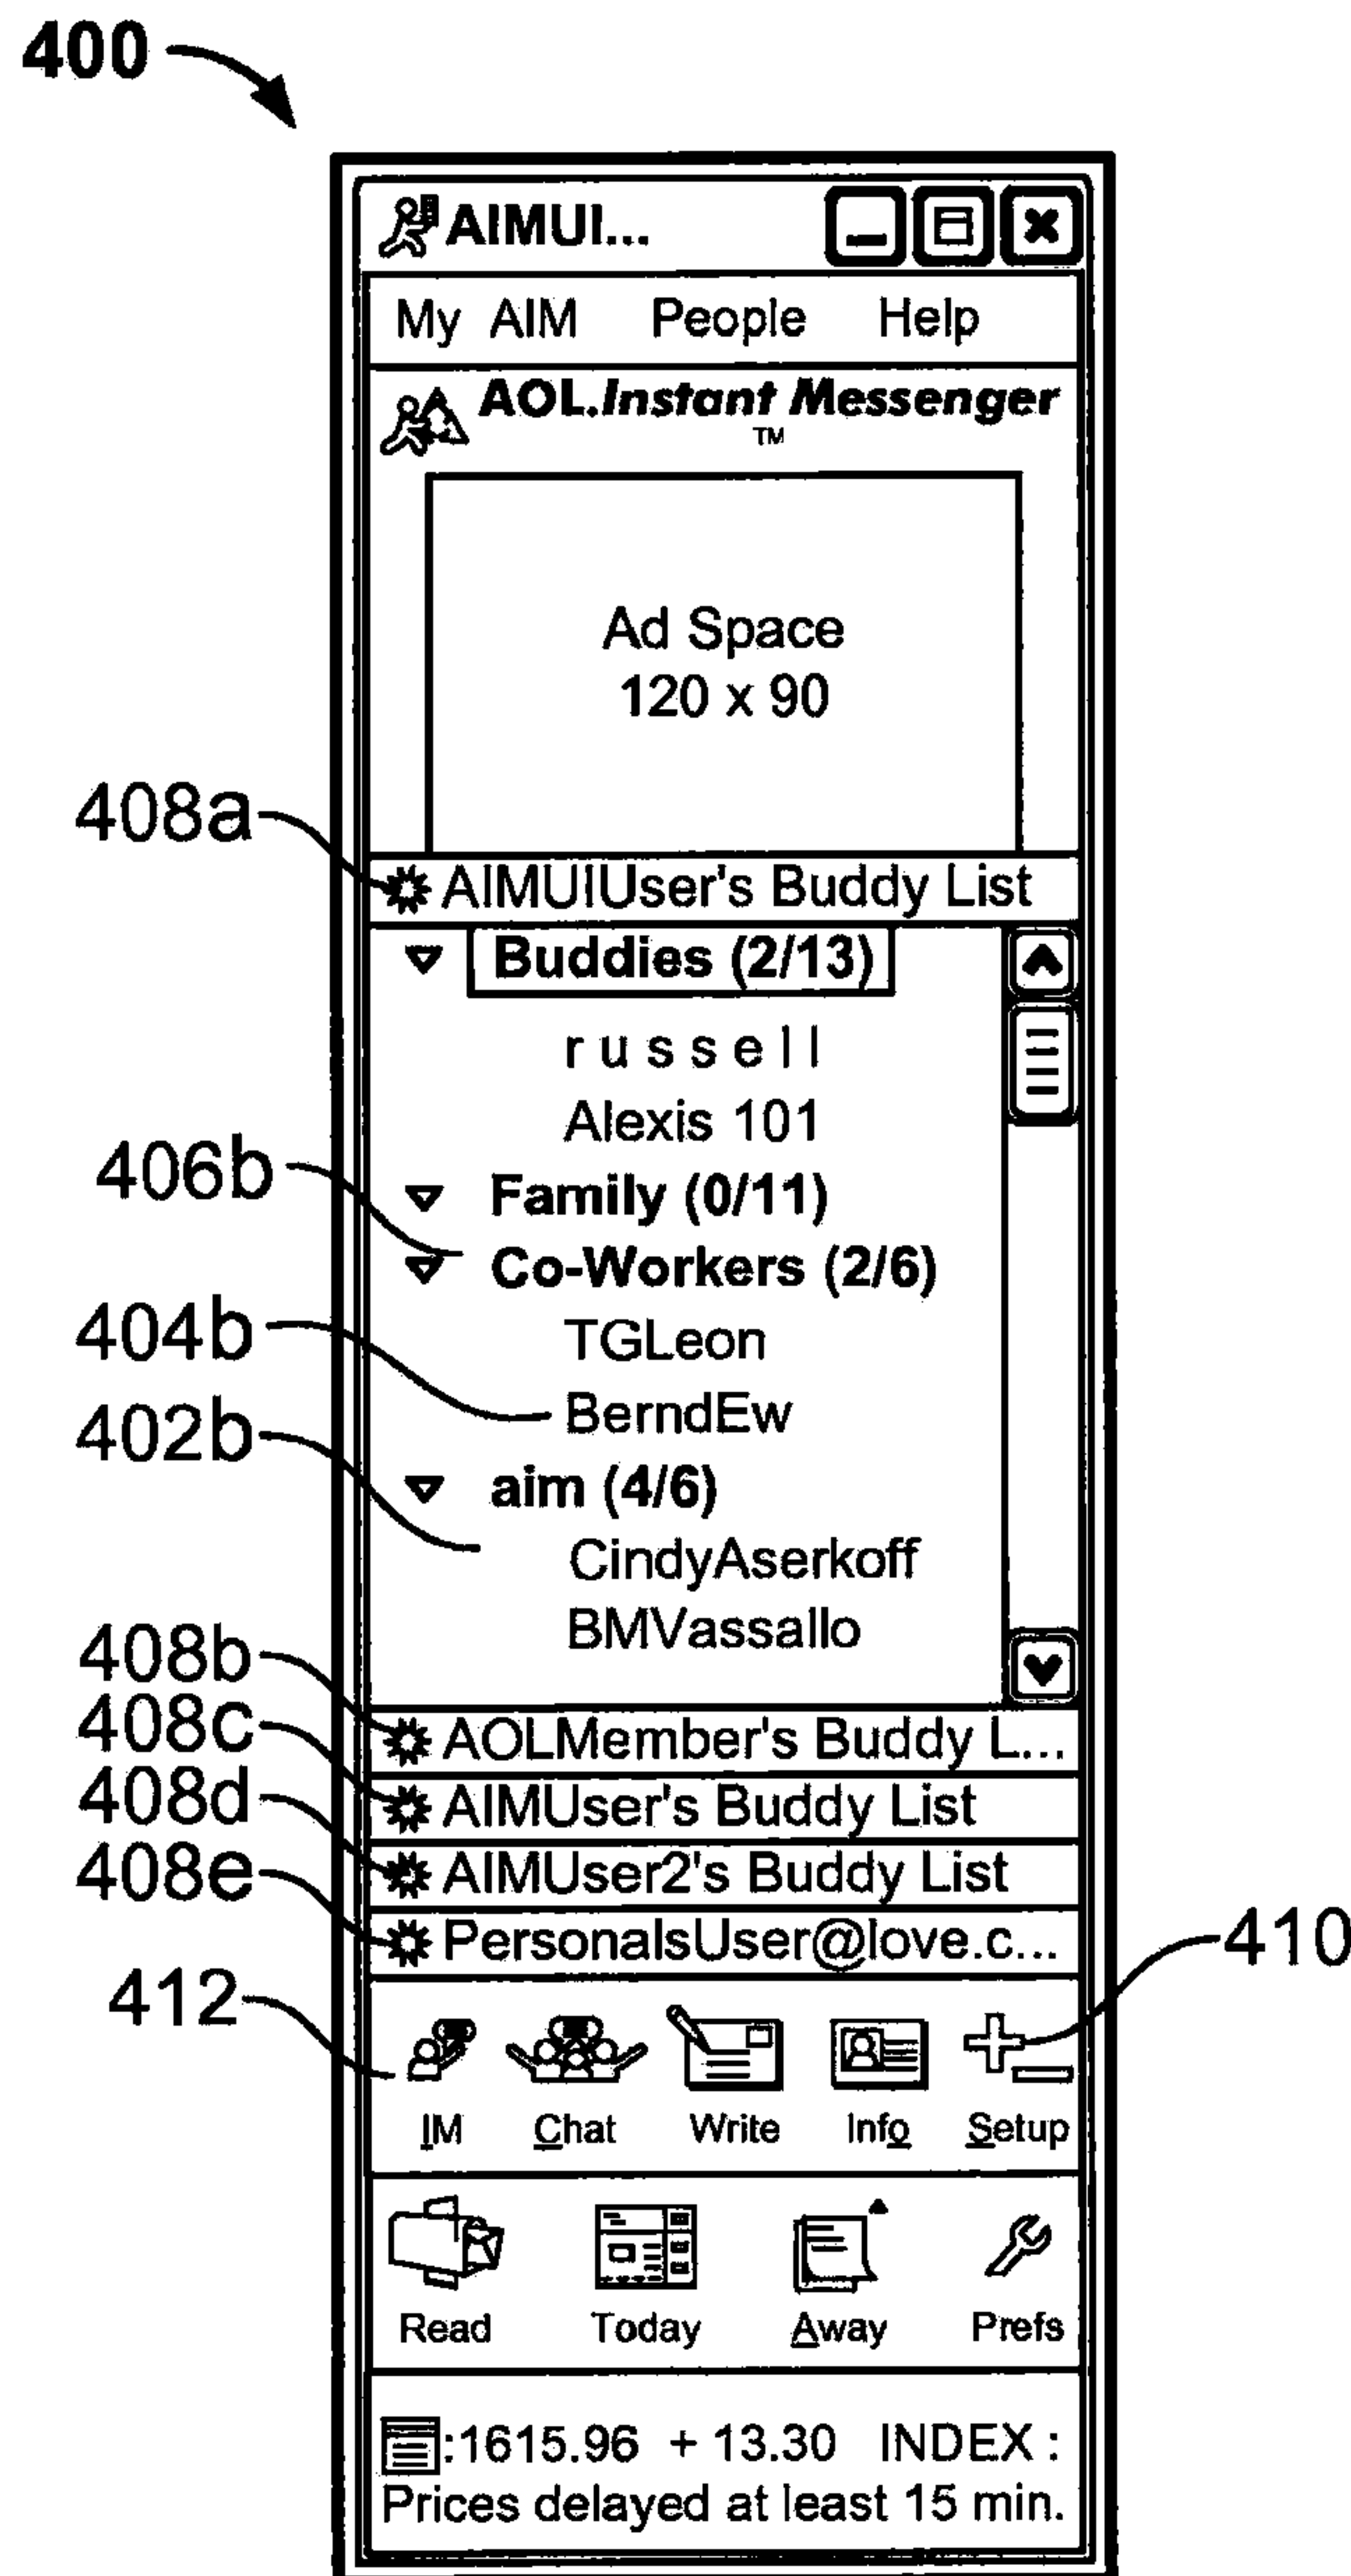 400
AIMUI...
My AIM People Help
AOL.Instant Messenger
TM
Ad Space
120 x 90
408a
AIMUIUser's Buddy List
Buddies (2/13)
r u s s e l l
Alexis 101
406b
Family (0/11)
Co-Workers (2/6)
404b
TGLeon
BerndEw
402b
aim (4/6)
CindyAserkoff
BMVassallo
408b
AOLMember's Buddy L...
408c
AIMUser's Buddy List
408d
AIMUser2's Buddy List
408e
PersonalsUser@love.c...
410
412
IM Chat Write Info Setup
Read Today Away Prefs
:1615.96 + 13.30 INDEX :
Prices delayed at least 15 min.